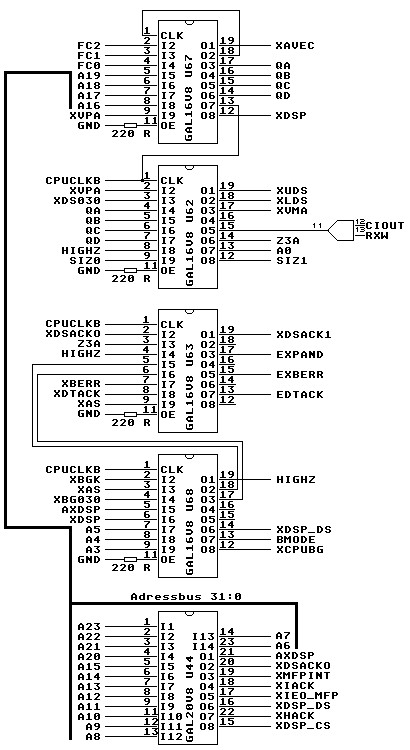 1 CLK
FC2 2 I2 O1 19 XAVEC
FC1 3 I3 O2 18
FC0 4 I4 O3 17 QA
A19 5 I5 O4 16 QB
A18 6 I6 O5 15 QC
A17 7 I7 O6 14 QD
A16 8 I8 O7 13
XVPA 9 I9 O8 12 XDSP
GND 11 OE
220 R
GAL16V8 U67
CPUCLKB 1 CLK
XVPA 2 I2 O1 19 XUDS
XDS030 3 I3 O2 18 XLDS
QA 4 I4 O3 17 XVMA
QB 5 I5 O4 16
QC 6 I6 O5 15
QD 7 I7 O6 14 Z3A
HIGHZ 8 I8 O7 13 A0
SIZ0 9 I9 O8 12 SIZ1
GND 11 OE
220 R
GAL16V8 U62
11 12 CIOUT
13 RXW
CPUCLKB 1 CLK
XDSACKO 2 I2 O1 19 XDSACK1
Z3A 3 I3 O2 18
HIGHZ 4 I4 O3 17 EXPAND
5 I5 O4 16
6 I6 O5 15 EXBERR
XBERR 7 I7 O6 14
XDTACK 8 I8 O7 13 EDTACK
XAS 9 I9 O8 12
GND 11 OE
220 R
GAL16V8 U63
CPUCLKB 1 CLK
XBGK 2 I2 O1 19 HIGHZ
XAS 3 I3 O2 18
XBG030 4 I4 O3 17
AXDSP 5 I5 O4 16
XDSP 6 I6 O5 15
A5 7 I7 O6 14 XDSP_DS
A4 8 I8 O7 13 BMODE
A3 9 I9 O8 12 XCPUBG
GND 11 OE
220 R
GAL16V8 U68
Adressbus 31:0
A23 1 I1
A22 2 I2 I13 14 A7
A21 3 I3 I14 23 A6
A20 4 I4 O1 21 AXDSP
A15 5 I5 O2 20 XDSACKO
A14 6 I6 O3 19 XMFPINT
A13 7 I7 O4 18 XIACK
A12 8 I8 O5 17 XIEO_MFP
A11 9 I9 O6 16 XDSP_DS
A10 11 I10 O7 22 XHACK
A9 12 I11 O8 15 XDSP_CS
A8 13 I12
GAL20V8 U44